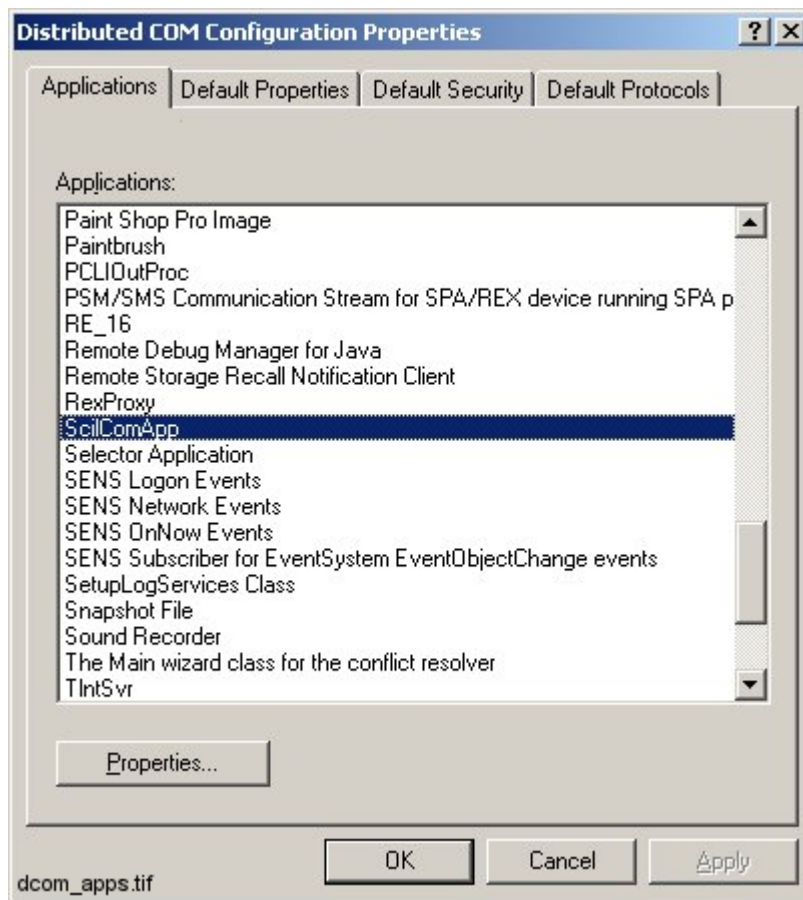 Distributed COM Configuration Properties
Applications Default Properties Default Security Default Protocols
Applications:
Paint Shop Pro Image
Paintbrush
PCLIOutProc
PSM/SMS Communication Stream for SPA/REX device running SPA p
RE_16
Remote Debug Manager for Java
Remote Storage Recall Notification Client
RexProxy
ScilComApp
Selector Application
SENS Logon Events
SENS Network Events
SENS OnNow Events
SENS Subscriber for EventSystem EventObjectChange events
SetupLogServices Class
Snapshot File
Sound Recorder
The Main wizard class for the conflict resolver
TlntSvr
Properties...
OK Cancel Apply
dcom_apps.tif